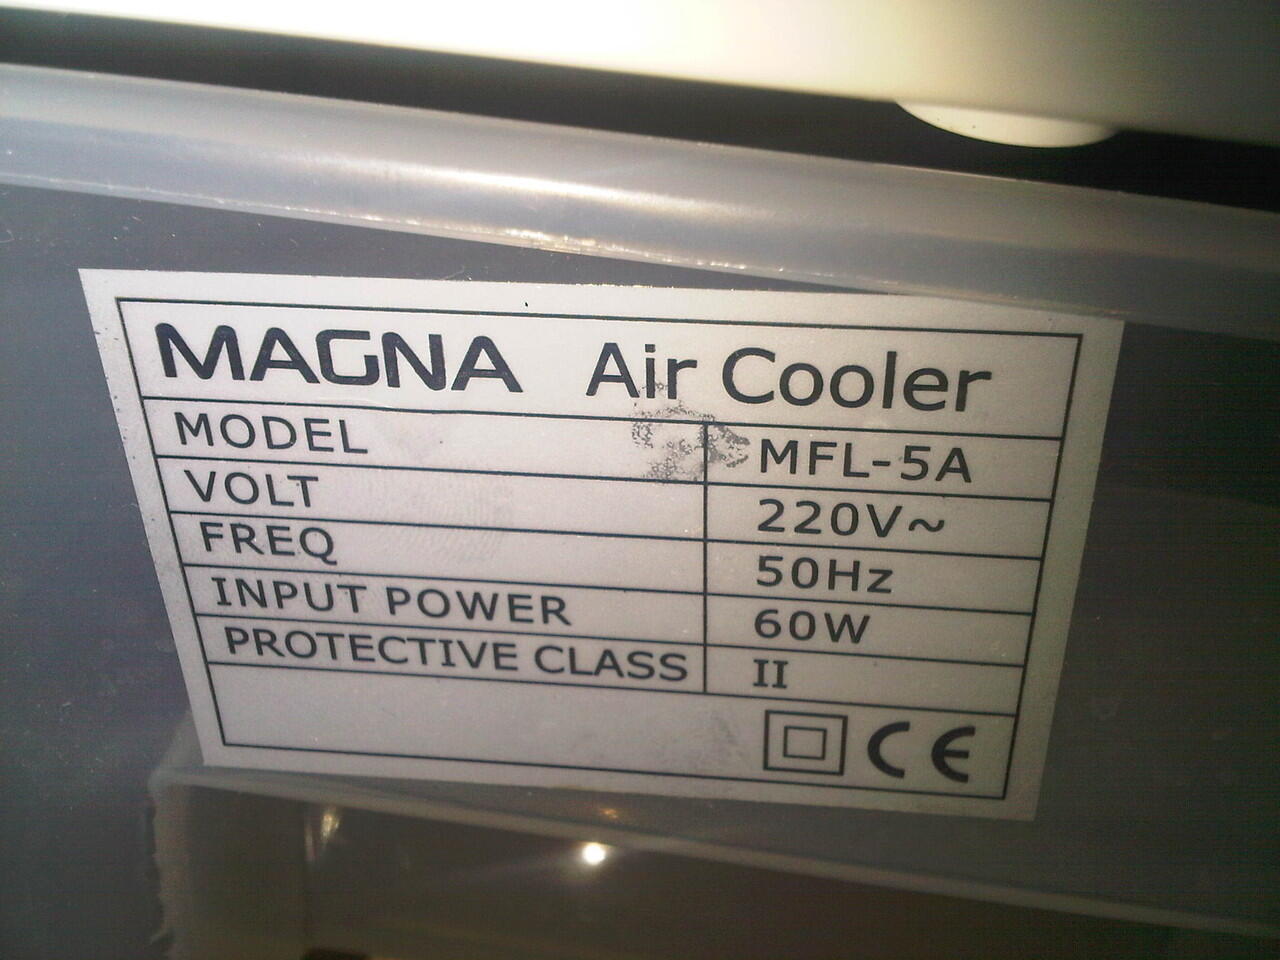 MAGNA Air Cooler
MODEL MFL-5A
VOLT 220V~
FREQ 50Hz
INPUT POWER 60W
PROTECTIVE CLASS II
CE